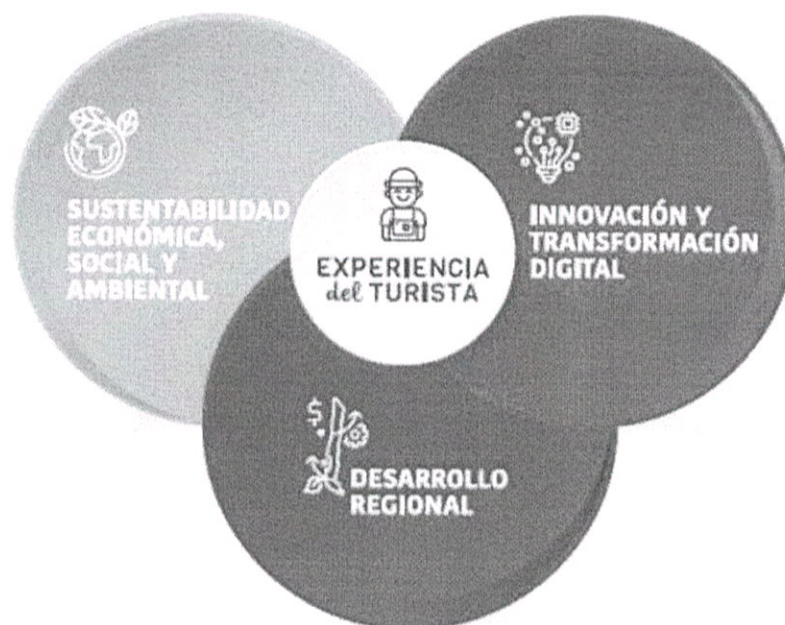 SUSTENTABILIDAD
ECONÓMICA,
SOCIAL Y
AMBIENTAL
EXPERIENCIA
del TURISTA
INNOVACIÓN Y
TRANSFORMACIÓN
DIGITAL
$
DESARROLLO
REGIONAL